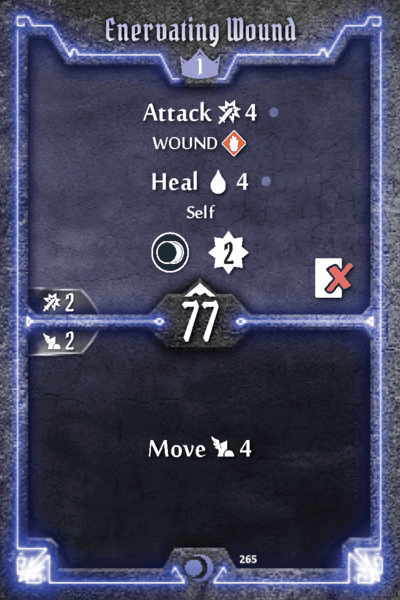 Enervating Wound
1
Attack 4
WOUND
Heal 4
Self
2
2
77
2
Move 4
265